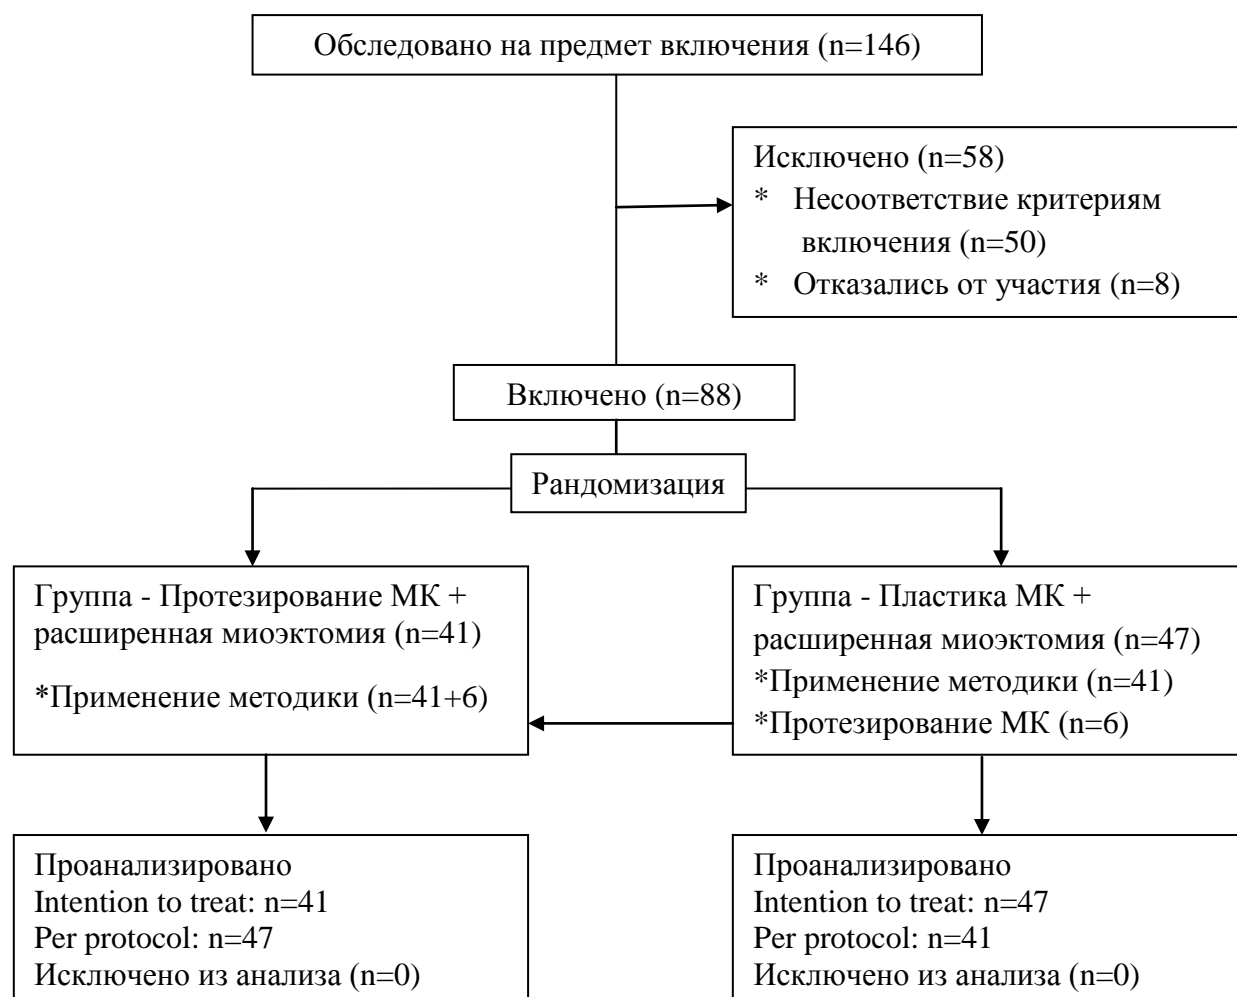 Обследовано на предмет включения (n=146)
Исключено (n=58)
* Несоответствие критериям
включения (n=50)
* Отказались от участия (n=8)
Включено (n=88)
Рандомизация
Группа - Протезирование МК +
расширенная миоэктомия (n=41)
*Применение методики (n=41+6)
Группа - Пластика МК +
расширенная миоэктомия (n=47)
*Применение методики (n=41)
*Протезирование МК (n=6)
Проанализировано
Intention to treat: n=41
Per protocol: n=47
Исключено из анализа (n=0)
Проанализировано
Intention to treat: n=47
Per protocol: n=41
Исключено из анализа (n=0)